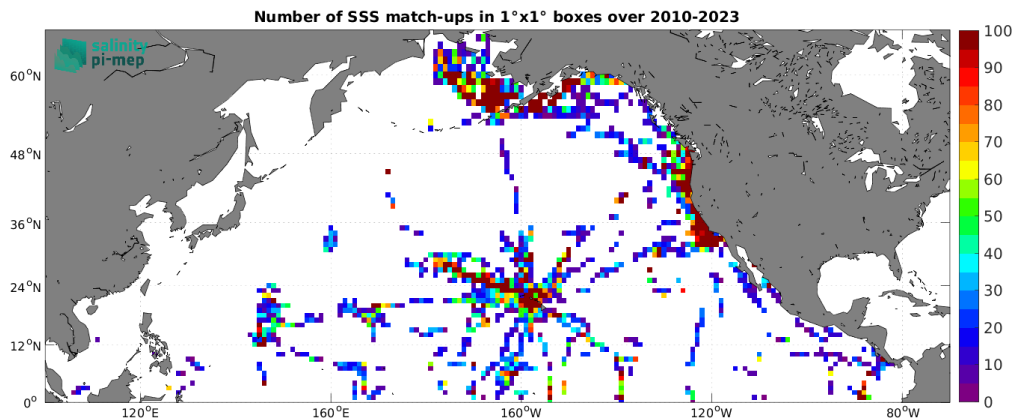 Number of SSS match-ups in 1°x1° boxes over 2010-2023
salinity
pi-mep
60°N
48°N
36°N
24°N
12°N
0°
120°E
160°E
160°W
120°W
80°W
100
90
80
70
60
50
40
30
20
10
0